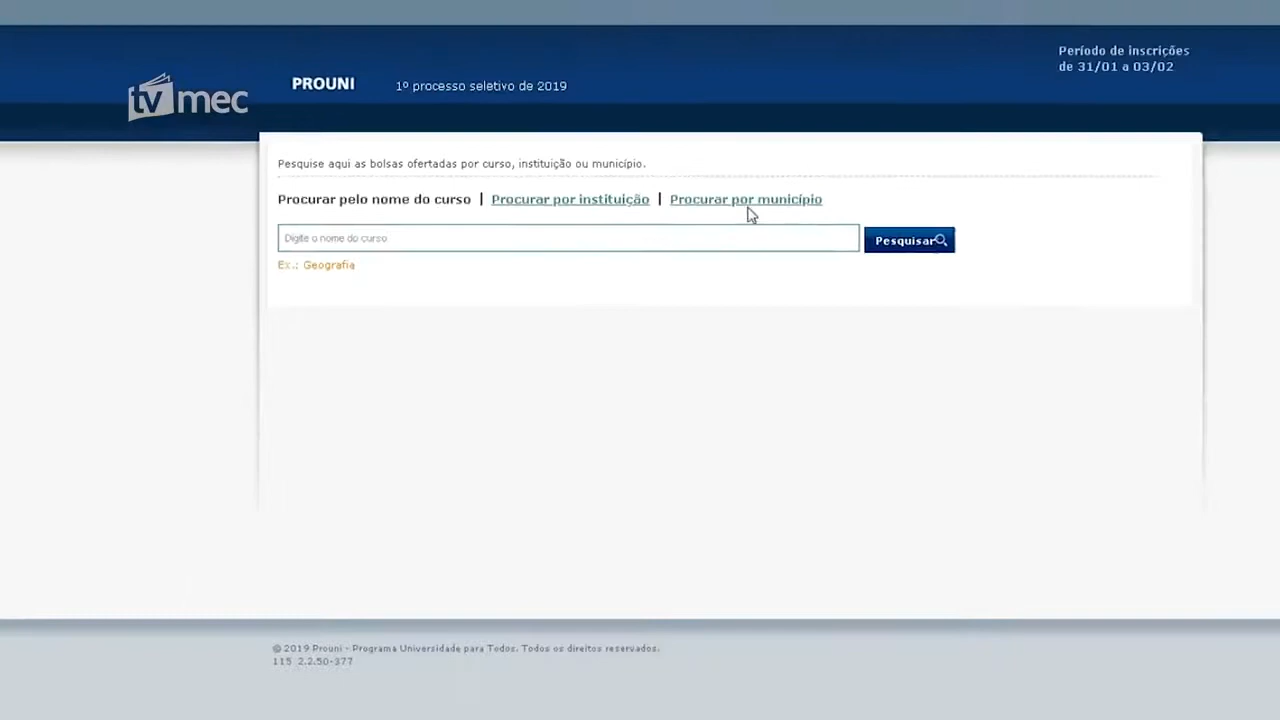 Período de inscrições
de 31/01 a 03/02
tv mec
PROUNI
1º processo seletivo de 2019
Pesquise aqui as bolsas ofertadas por curso, instituição ou município.
Procurar pelo nome do curso | Procurar por instituição | Procurar por município
Digite o nome do curso
Pesquisar
Ex.: Geografia
© 2019 Prouni - Programa Universidade para Todos. Todos os direitos reservados.
115 2.2.50-377